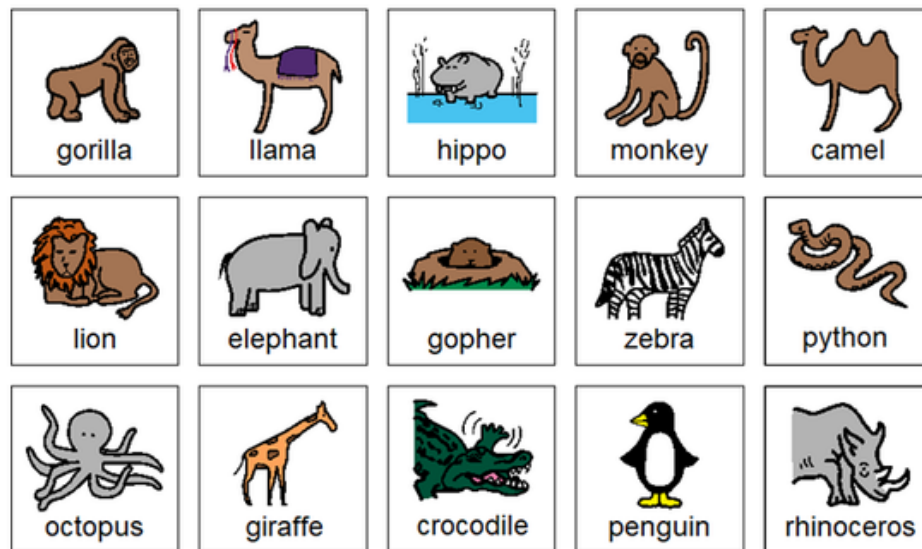 gorilla
llama
hippo
monkey
camel
lion
elephant
gopher
zebra
python
octopus
giraffe
crocodile
penguin
rhinoceros